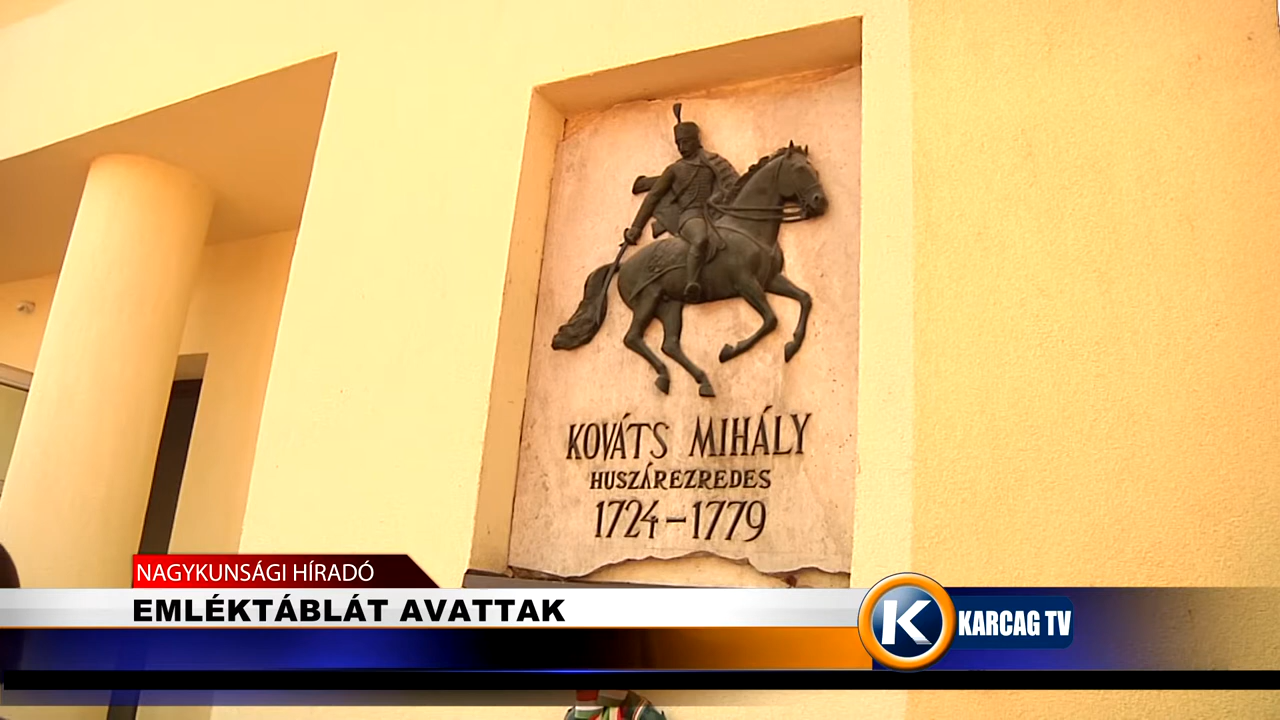 KOVÁTS MIHÁLY
HUSZÁREZREDES
1724-1779
NAGYKUNSÁGI HÍRADÓ
EMLÉKTÁBLÁT AVATTAK
K KARCAG TV